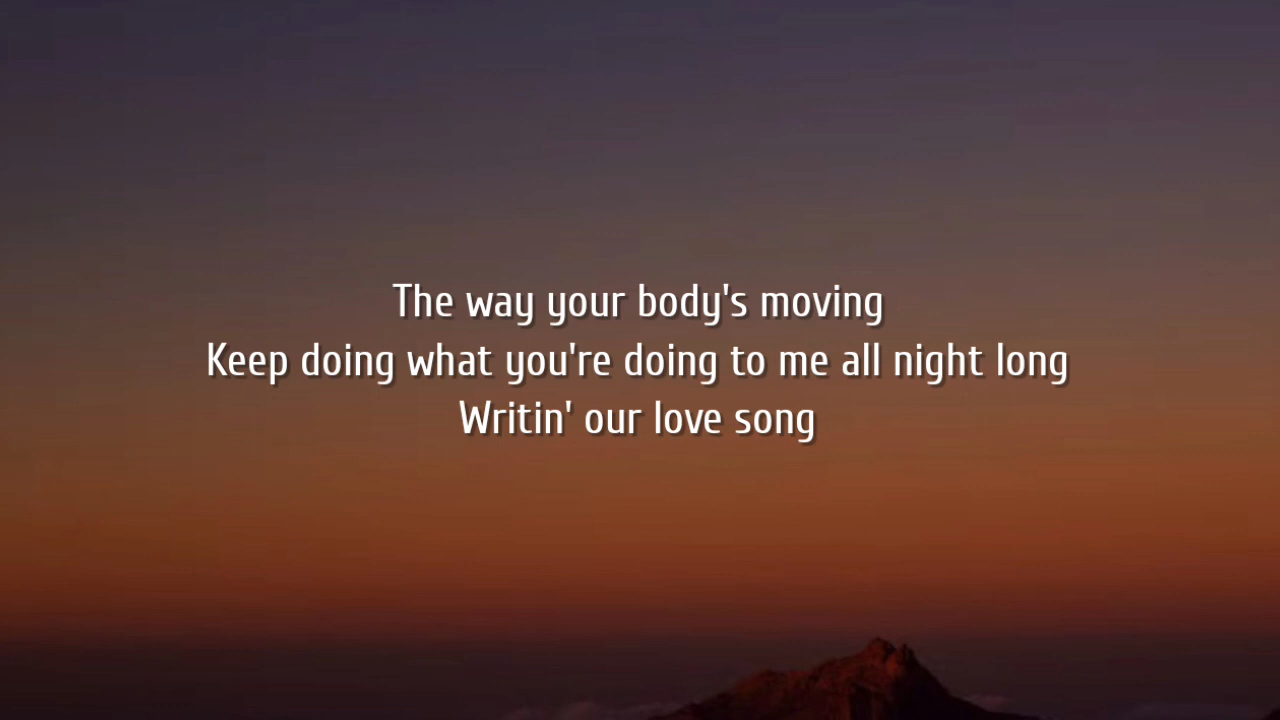 The way your body's moving
Keep doing what you're doing to me all night long
Writin' our love song